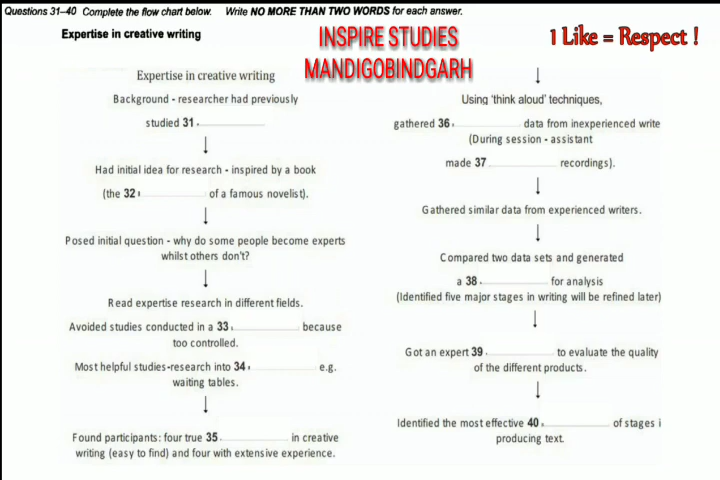 Questions 31–40 Complete the flow chart below. Write NO MORE THAN TWO WORDS for each answer.
Expertise in creative writing
INSPIRE STUDIES
MANDIGOBINDGARH
1 Like = Respect !
Expertise in creative writing
Background - researcher had previously
studied 31
Had initial idea for research - inspired by a book
(the 32 of a famous novelist).
Posed initial question - why do some people become experts
whilst others don't?
Read expertise research in different fields.
Avoided studies conducted in a 33 because
too controlled.
Most helpful studies-research into 34 e.g.
waiting tables.
Found participants: four true 35 in creative
writing (easy to find) and four with extensive experience.
Using 'think aloud' techniques,
gathered 36 data from inexperienced write
(During session - assistant
made 37 recordings).
Gathered similar data from experienced writers.
Compared two data sets and generated
a 38 for analysis
(Identified five major stages in writing will be refined later)
Got an expert 39 to evaluate the quality
of the different products.
Identified the most effective 40 of stages i
producing text.